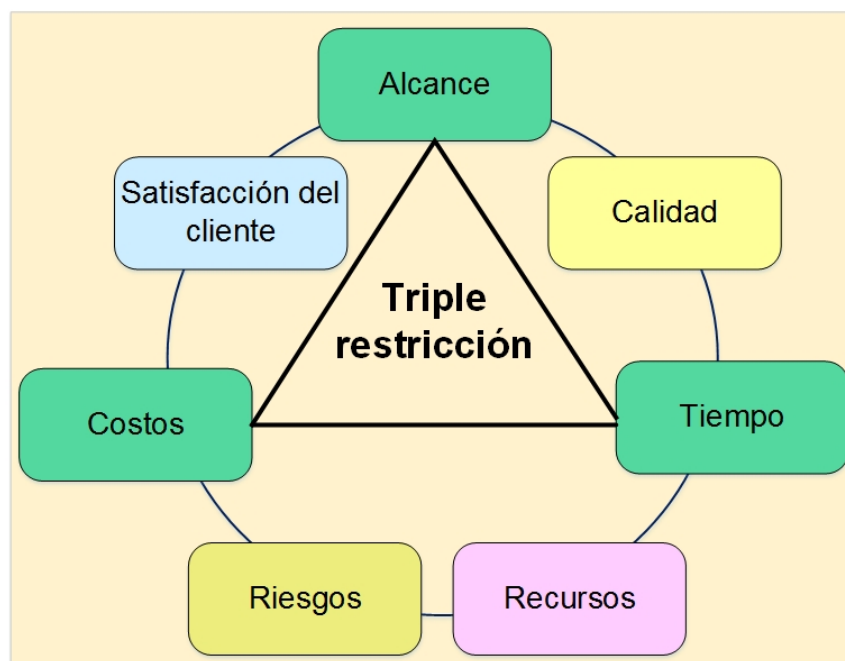 Alcance
Satisfacción del
cliente
Calidad
Triple
restricción
Costos
Tiempo
Riesgos
Recursos